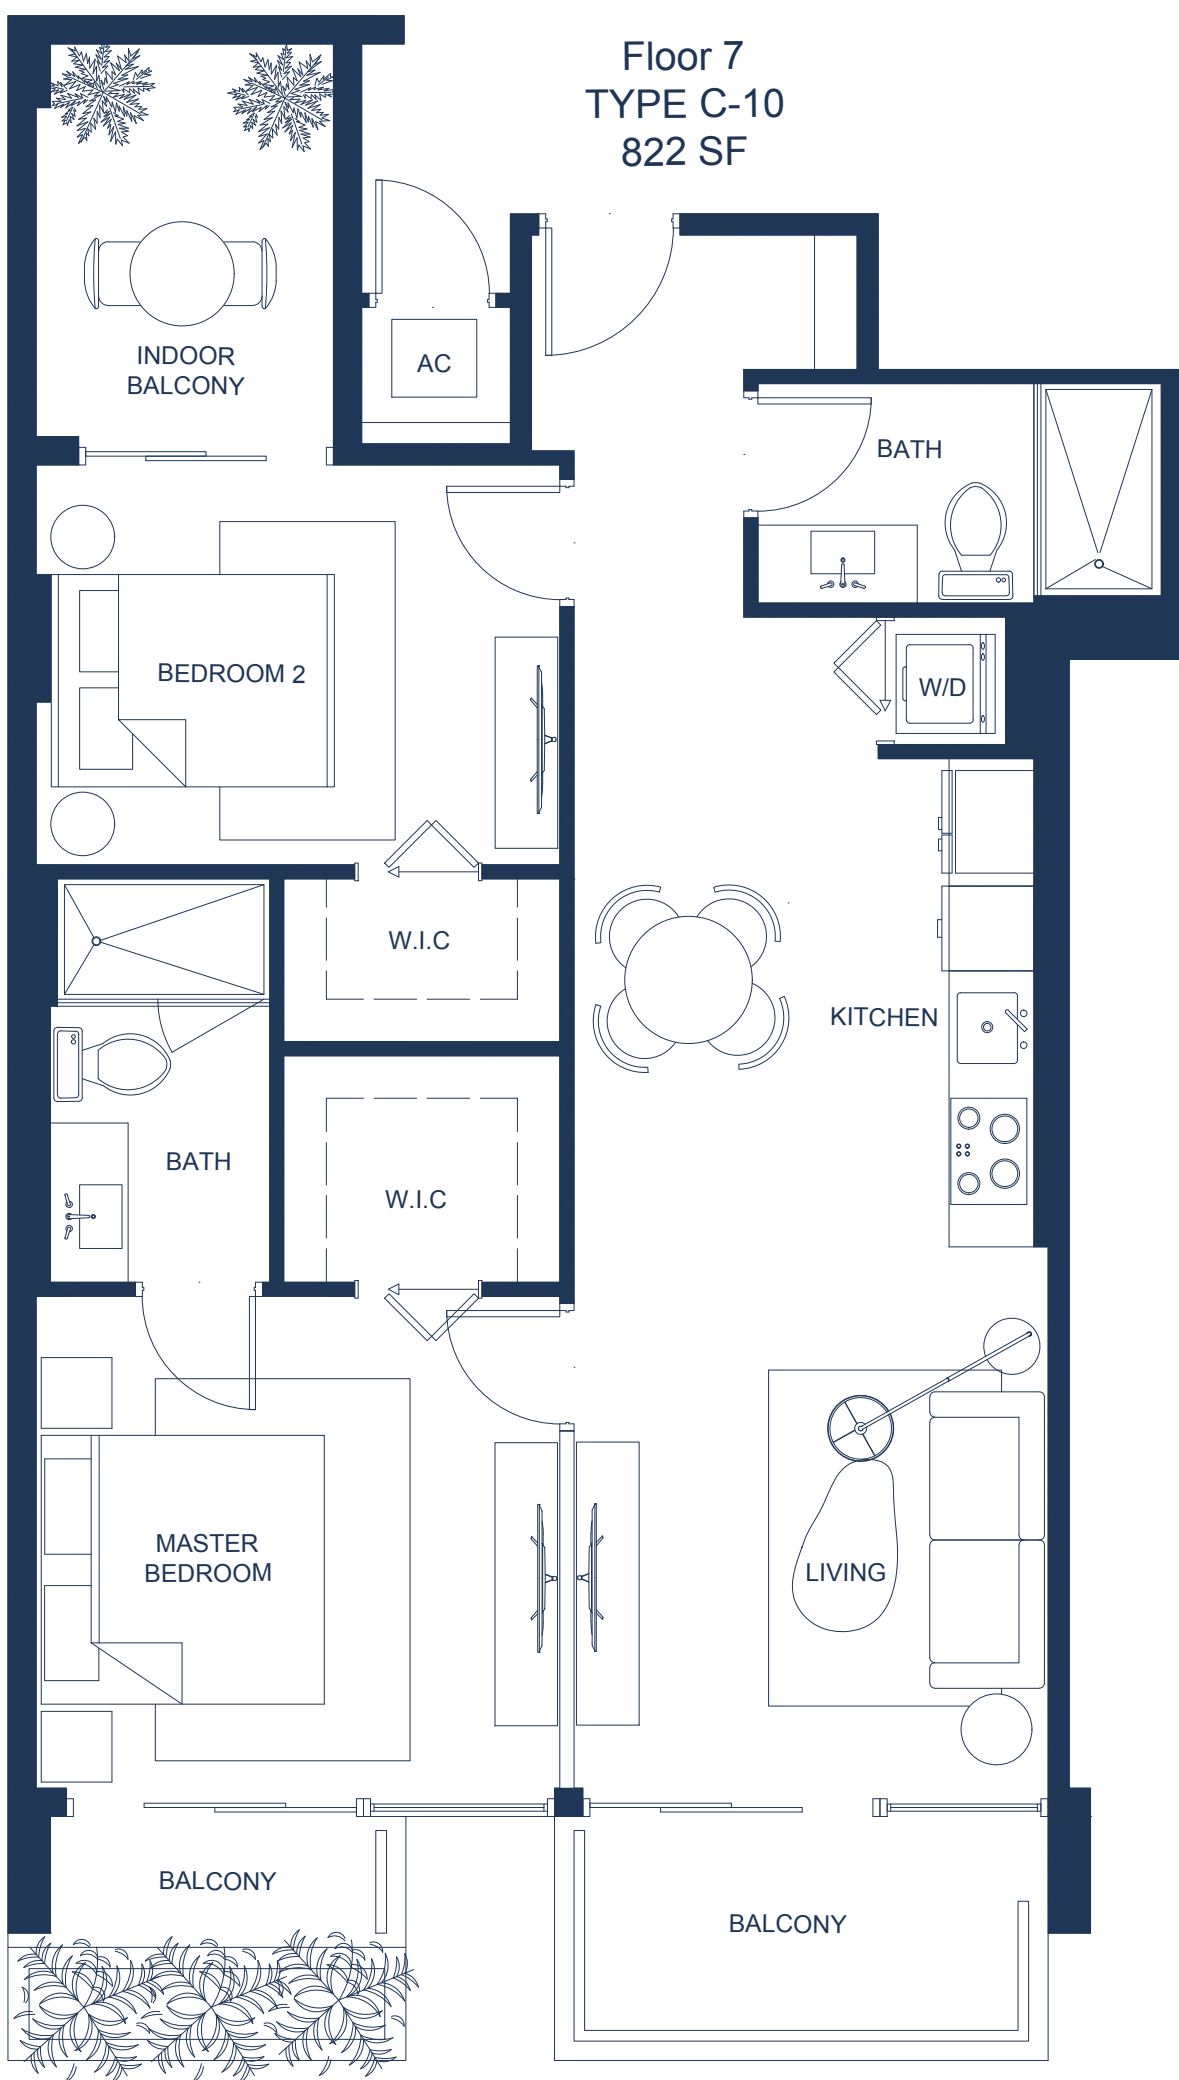 Floor 7
TYPE C-10
822 SF
INDOOR
BALCONY
AC
BATH
BEDROOM 2
W/D
W.I.C
KITCHEN
BATH
W.I.C
MASTER
BEDROOM
LIVING
BALCONY
BALCONY